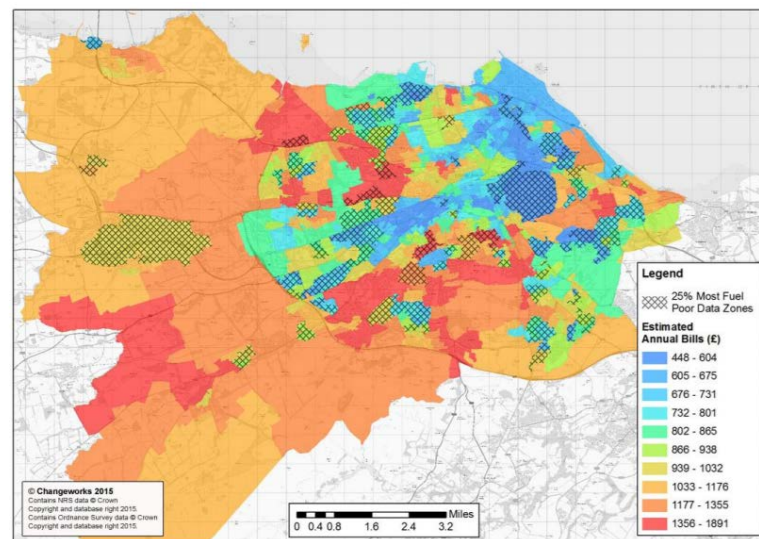 FIRTH OF
Legend
25% Most Fuel
Poor Data Zones
Estimated
Annual Bills (£)
448 - 604
605 - 675
676 - 731
732 - 801
802 - 865
866 - 938
939 - 1032
1033 - 1176
1177 - 1355
1356 - 1891
© Changeworks 2015
Contains NRS data © Crown
Copyright and database right 2015.
Contains Ordnance Survey data © Crown
Copyright and database right 2015.
Miles
0 0.4 0.8 1.6 2.4 3.2